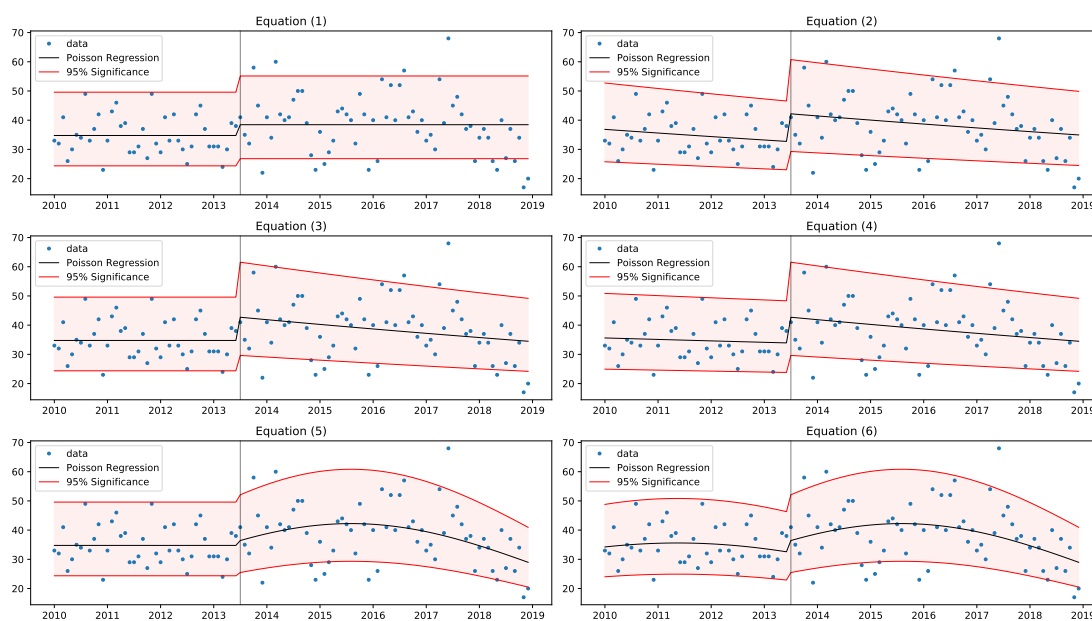 Equation (1)
data
Poisson Regression
95% Significance
70
60
50
40
30
20
2010 2011 2012 2013 2014 2015 2016 2017 2018 2019
Equation (2)
data
Poisson Regression
95% Significance
70
60
50
40
30
20
2010 2011 2012 2013 2014 2015 2016 2017 2018 2019
Equation (3)
data
Poisson Regression
95% Significance
70
60
50
40
30
20
2010 2011 2012 2013 2014 2015 2016 2017 2018 2019
Equation (4)
data
Poisson Regression
95% Significance
70
60
50
40
30
20
2010 2011 2012 2013 2014 2015 2016 2017 2018 2019
Equation (5)
data
Poisson Regression
95% Significance
70
60
50
40
30
20
2010 2011 2012 2013 2014 2015 2016 2017 2018 2019
Equation (6)
data
Poisson Regression
95% Significance
70
60
50
40
30
20
2010 2011 2012 2013 2014 2015 2016 2017 2018 2019